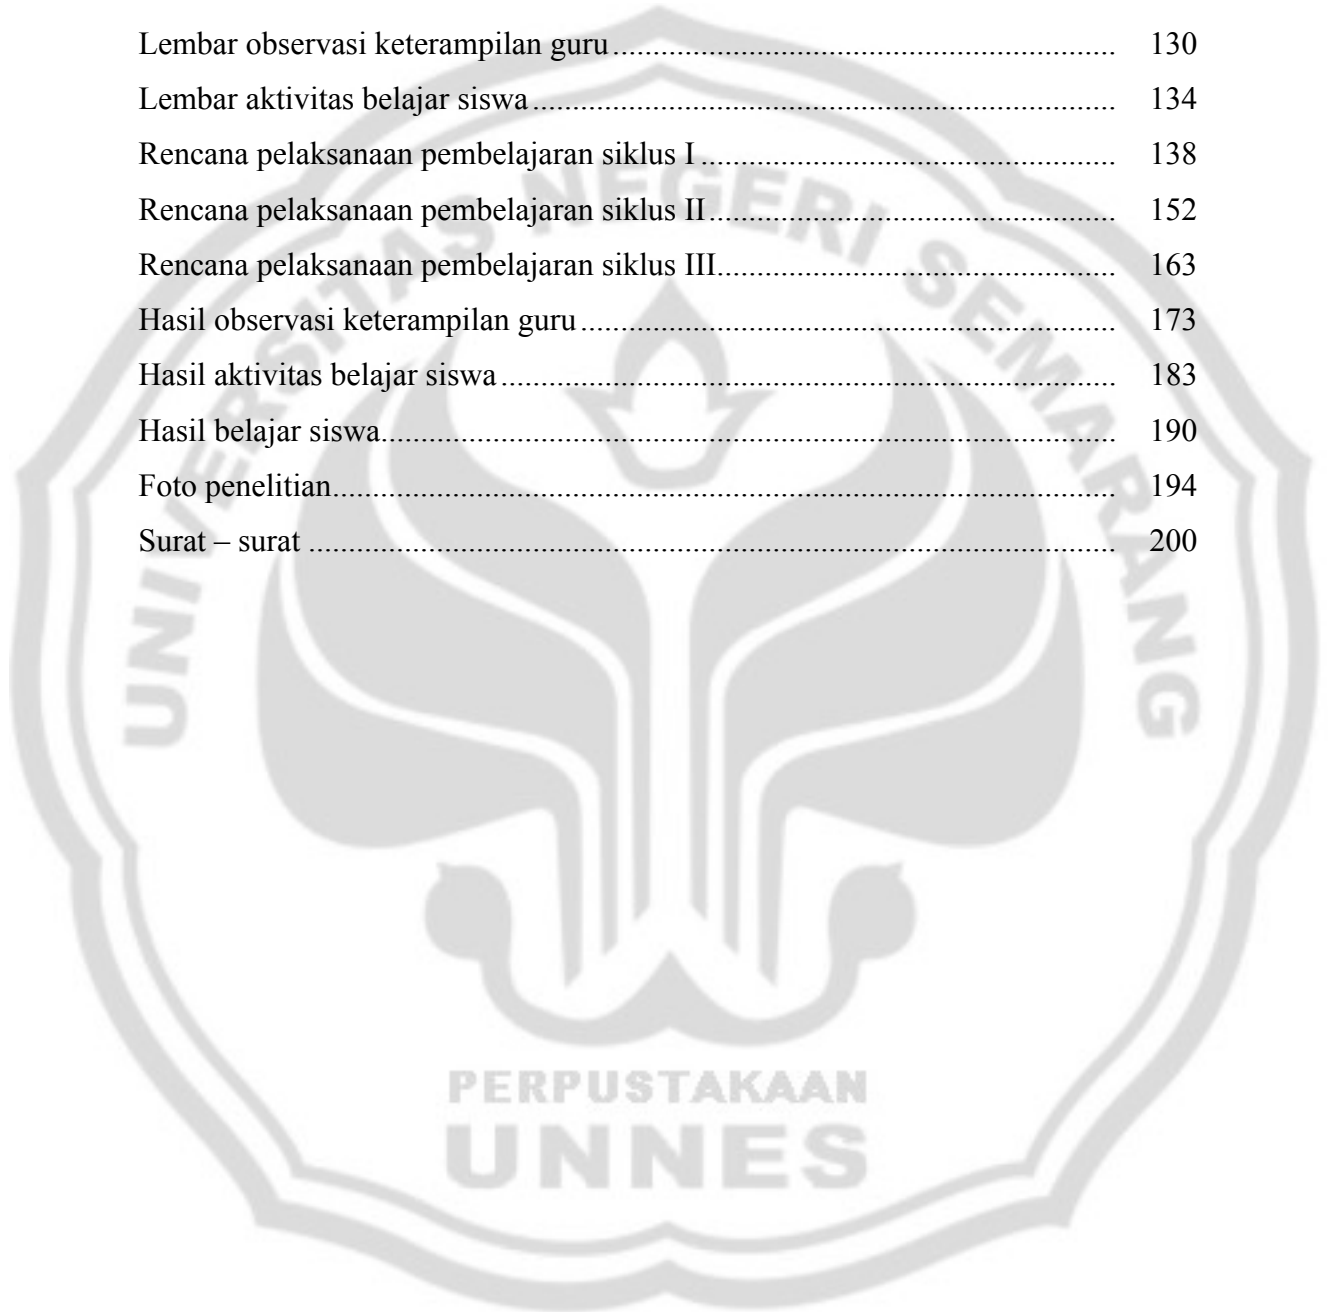 Lembar observasi keterampilan guru ........................................................ 130
Lembar aktivitas belajar siswa ........................................................ 134
Rencana pelaksanaan pembelajaran siklus I ........................................................ 138
Rencana pelaksanaan pembelajaran siklus II ........................................................ 152
Rencana pelaksanaan pembelajaran siklus III ........................................................ 163
Hasil observasi keterampilan guru ........................................................ 173
Hasil aktivitas belajar siswa ........................................................ 183
Hasil belajar siswa ........................................................ 190
Foto penelitian ........................................................ 194
Surat – surat ........................................................ 200
UNIVERSITAS NEGERI SEMARANG
PERPUSTAKAAN
UNNES